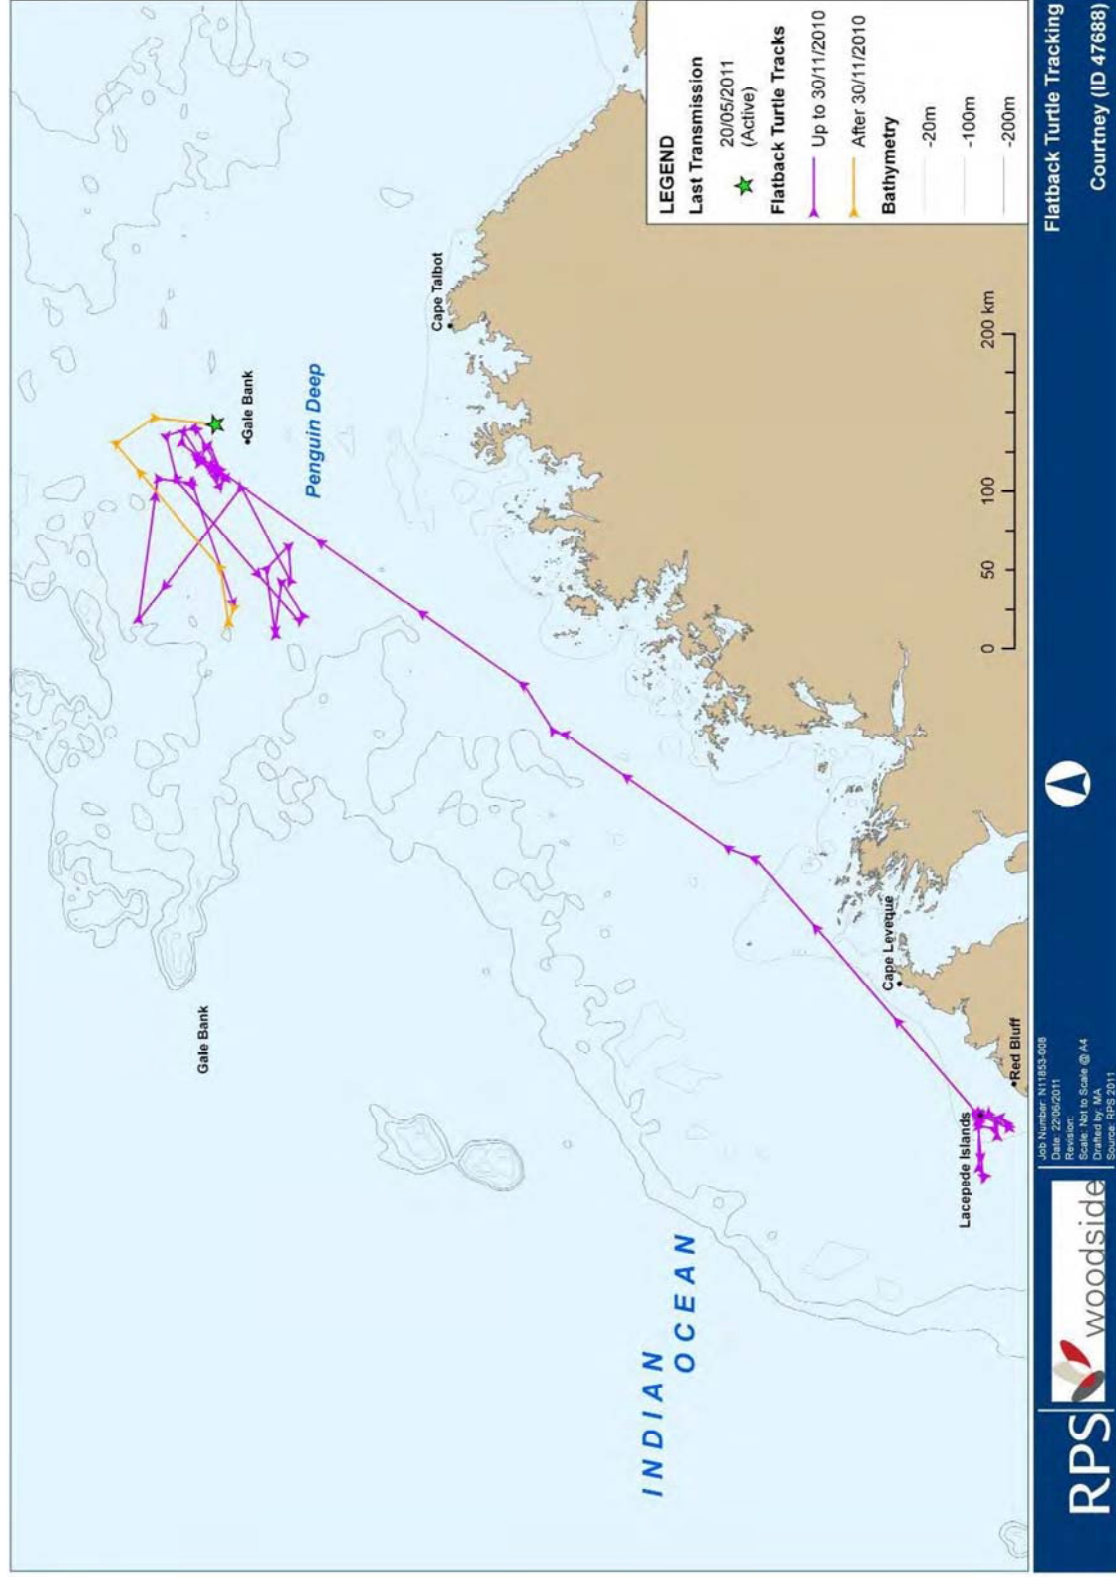 Gale Bank
INDIAN
OCEAN
Lacepede Islands
Red Bluff
Cape Leveque
Penguin Deep
Gale Bank
Cape Talbot
0 50 100 200 km
LEGEND
Last Transmission
20/05/2011
(Active)
Flatback Turtle Tracks
Up to 30/11/2010
After 30/11/2010
Bathymetry
-20m
-100m
-200m
RPS
woodside
Job Number: N11853-008
Date: 22/06/2011
Revision:
Scale: Not to Scale @ A4
Drafted by: MA
Source: RPS 2011
Flatback Turtle Tracking
Courtney (ID 47688)